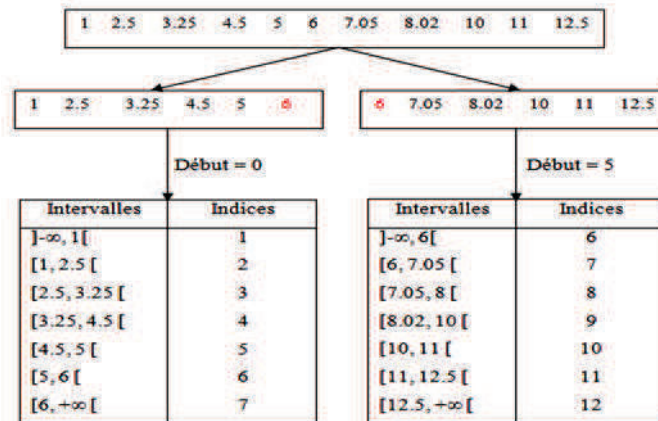 1 2.5 3.25 4.5 5 6 7.05 8.02 10 11 12.5
1 2.5 3.25 4.5 5 6
6 7.05 8.02 10 11 12.5
Début = 0
Début = 5
Intervalles Indices
]-∞, 1[ 1
[1, 2.5 [ 2
[2.5, 3.25 [ 3
[3.25, 4.5 [ 4
[4.5, 5 [ 5
[5, 6 [ 6
[6, +∞[ 7
Intervalles Indices
]-∞, 6[ 6
[6, 7.05 [ 7
[7.05, 8 [ 8
[8.02, 10 [ 9
[10, 11 [ 10
[11, 12.5 [ 11
[12.5, +∞[ 12